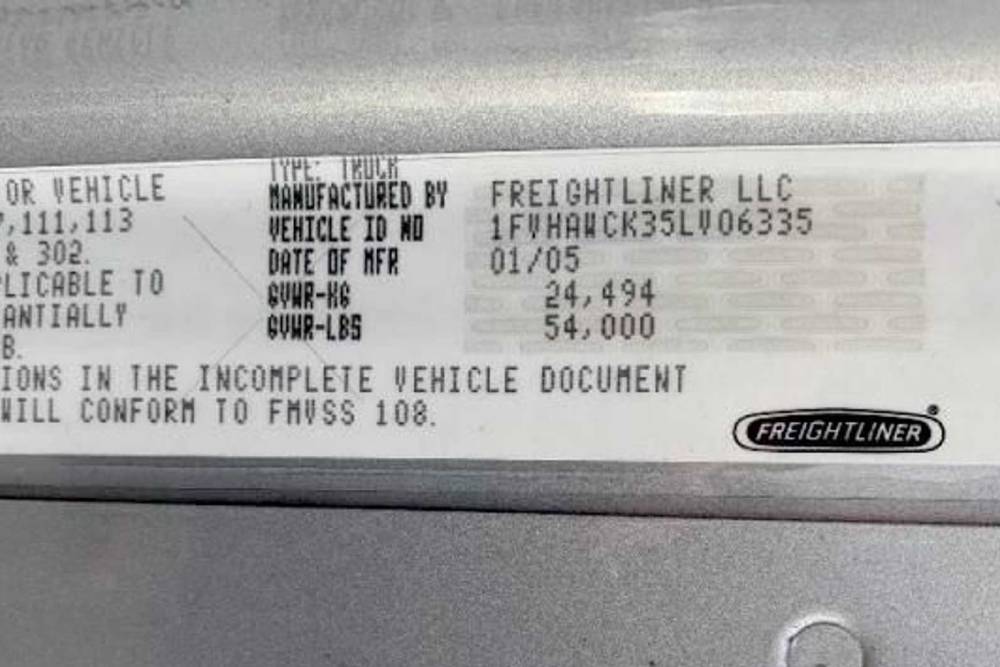 TYPE: TRUCK
OR VEHICLE MANUFACTURED BY FREIGHTLINER LLC
,111,113 VEHICLE ID NO 1FVHAWCK35LV06335
& 302. DATE OF MFR 01/05
LICABLE TO GVWR-KG 24,494
ANTIALLY GVWR-LBS 54,000
B.
IONS IN THE INCOMPLETE VEHICLE DOCUMENT
WILL CONFORM TO FMVSS 108.
FREIGHTLINER®